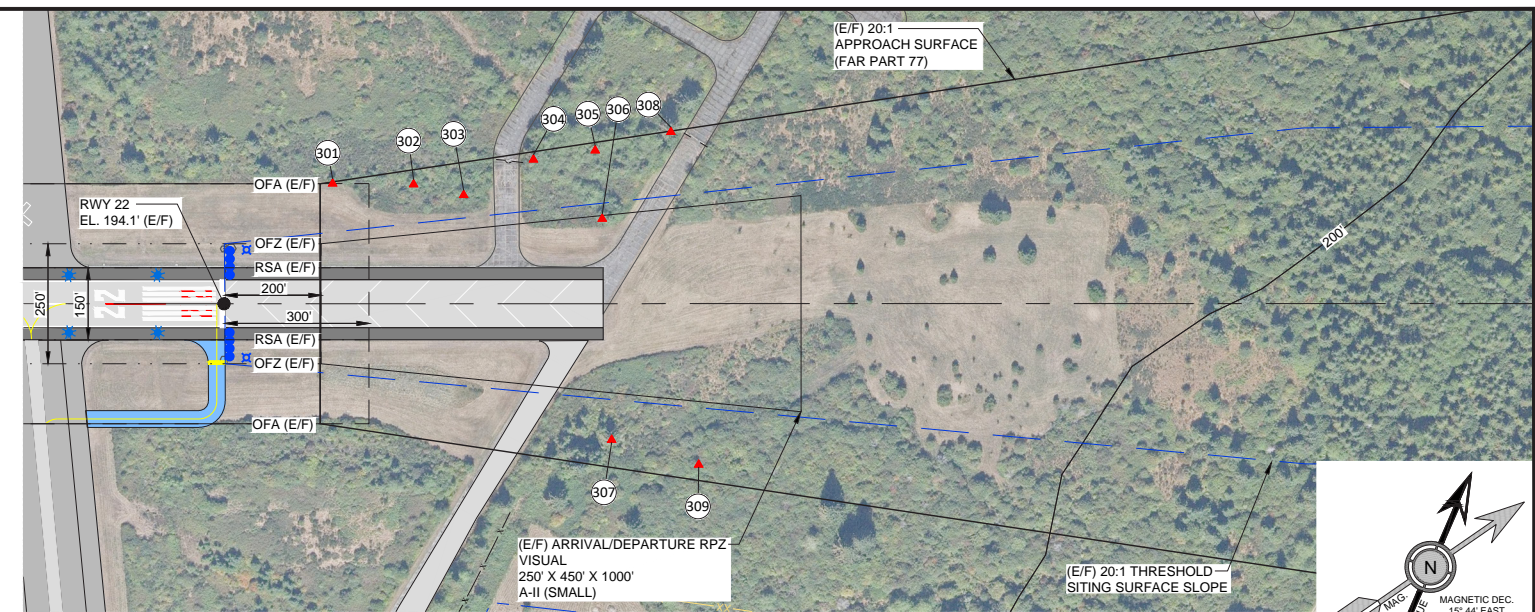 (E/F) 20:1
APPROACH SURFACE
(FAR PART 77)
301
302
303
304
305
306
308
OFA (E/F)
RWY 22
EL. 194.1' (E/F)
OFZ (E/F)
RSA (E/F)
200'
200'
250'
150'
22
300'
RSA (E/F)
OFZ (E/F)
OFA (E/F)
307
309
(E/F) ARRIVAL/DEPARTURE RPZ
VISUAL
250' X 450' X 1000'
A-II (SMALL)
(E/F) 20:1 THRESHOLD
SITING SURFACE SLOPE
N
MAG.
MAGNETIC DEC.
15° 44' EAST